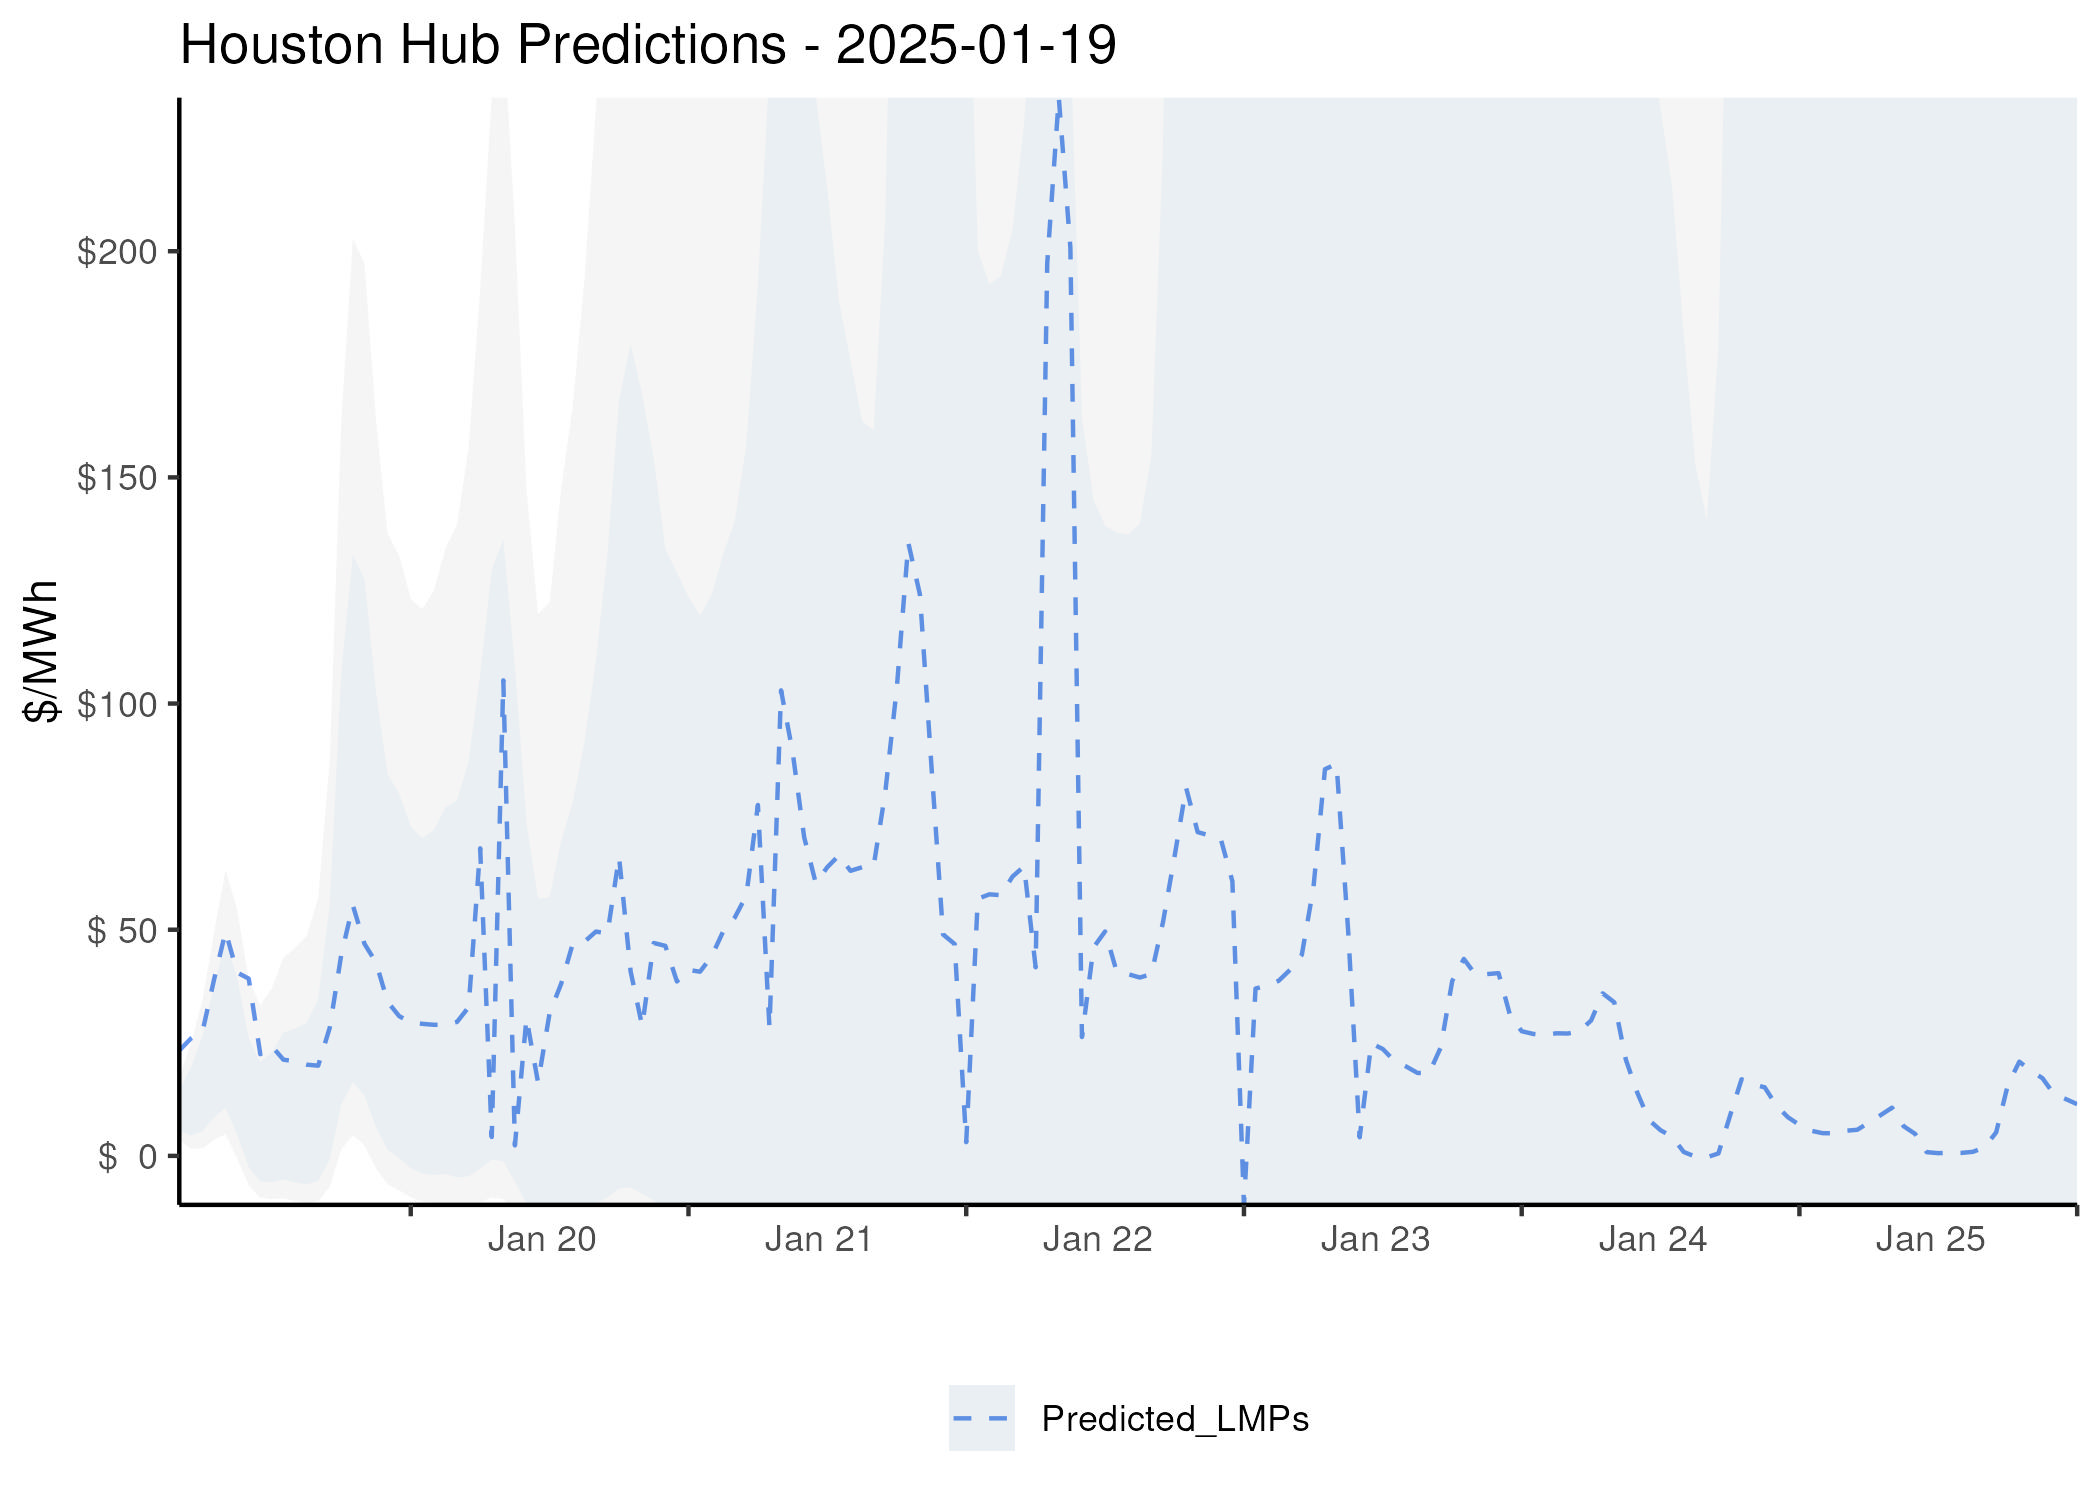 Houston Hub Predictions - 2025-01-19
$/MWh
$200
$150
$100
$ 50
$  0
Jan 20
Jan 21
Jan 22
Jan 23
Jan 24
Jan 25
Predicted_LMPs